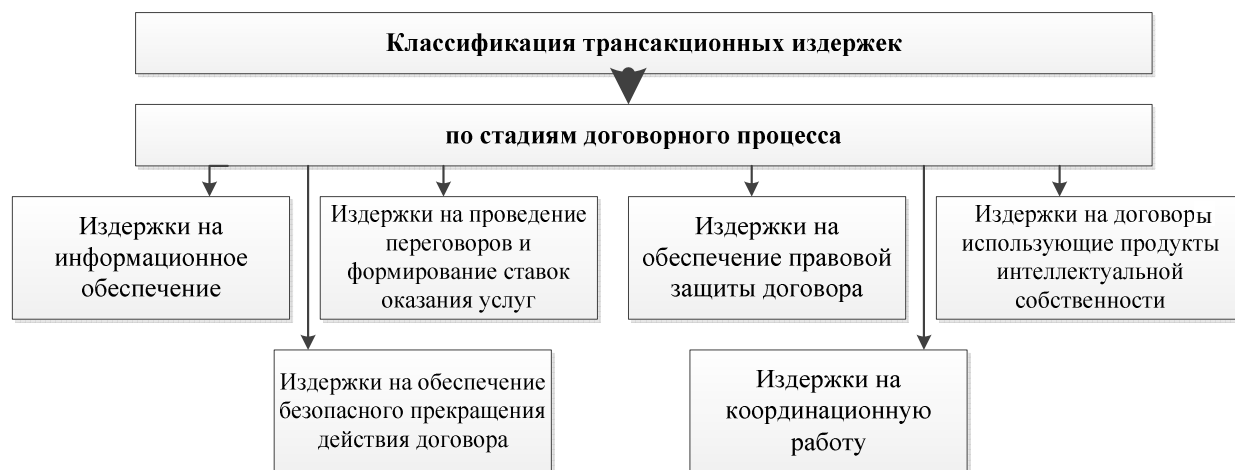 Классификация трансакционных издержек
по стадиям договорного процесса
Издержки на
информационное
обеспечение
Издержки на проведение
переговоров и
формирование ставок
оказания услуг
Издержки на
обеспечение правовой
защиты договора
Издержки на договоры
использующие продукты
интеллектуальной
собственности
Издержки на обеспечение
безопасного прекращения
действия договора
Издержки на
координационную
работу